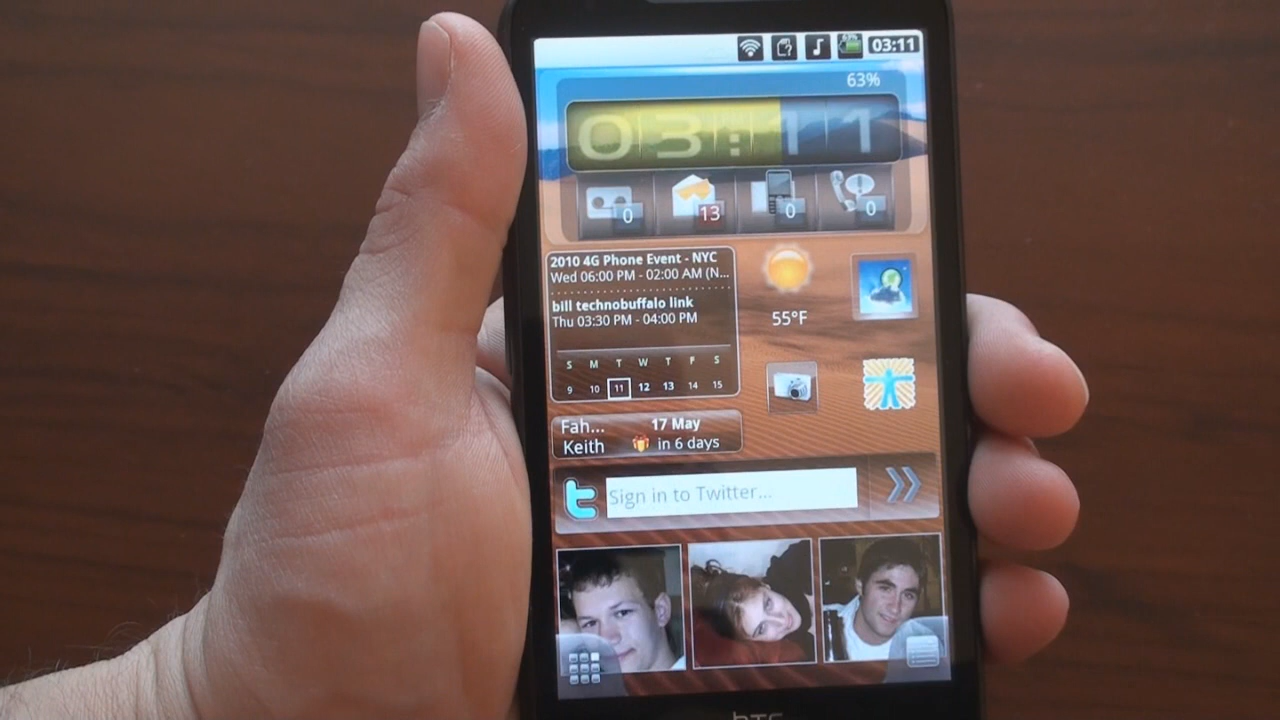 63%
03:11
63%
03:11
0
13
0
0
2010 4G Phone Event - NYC
Wed 06:00 PM - 02:00 AM (N...
bill technobuffalo link
Thu 03:30 PM - 04:00 PM
S M T W T F S
9 10 11 12 13 14 15
55°F
Fah... 17 May
Keith in 6 days
Sign in to Twitter...
hTC